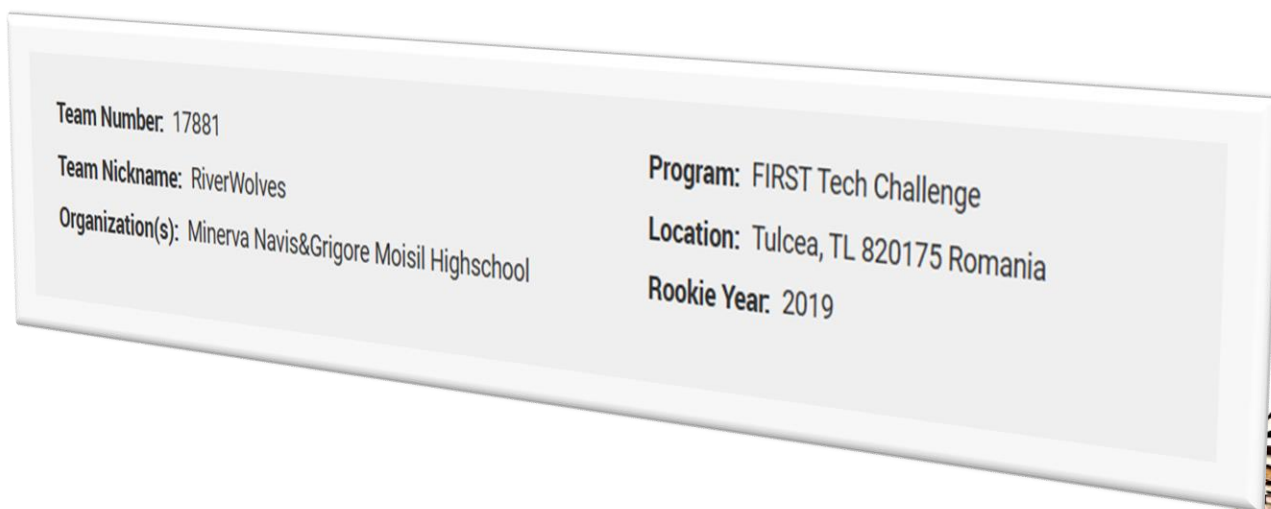 Team Number: 17881
Team Nickname: RiverWolves
Organization(s): Minerva Navis&Grigore Moisil Highschool
Program: FIRST Tech Challenge
Location: Tulcea, TL 820175 Romania
Rookie Year: 2019